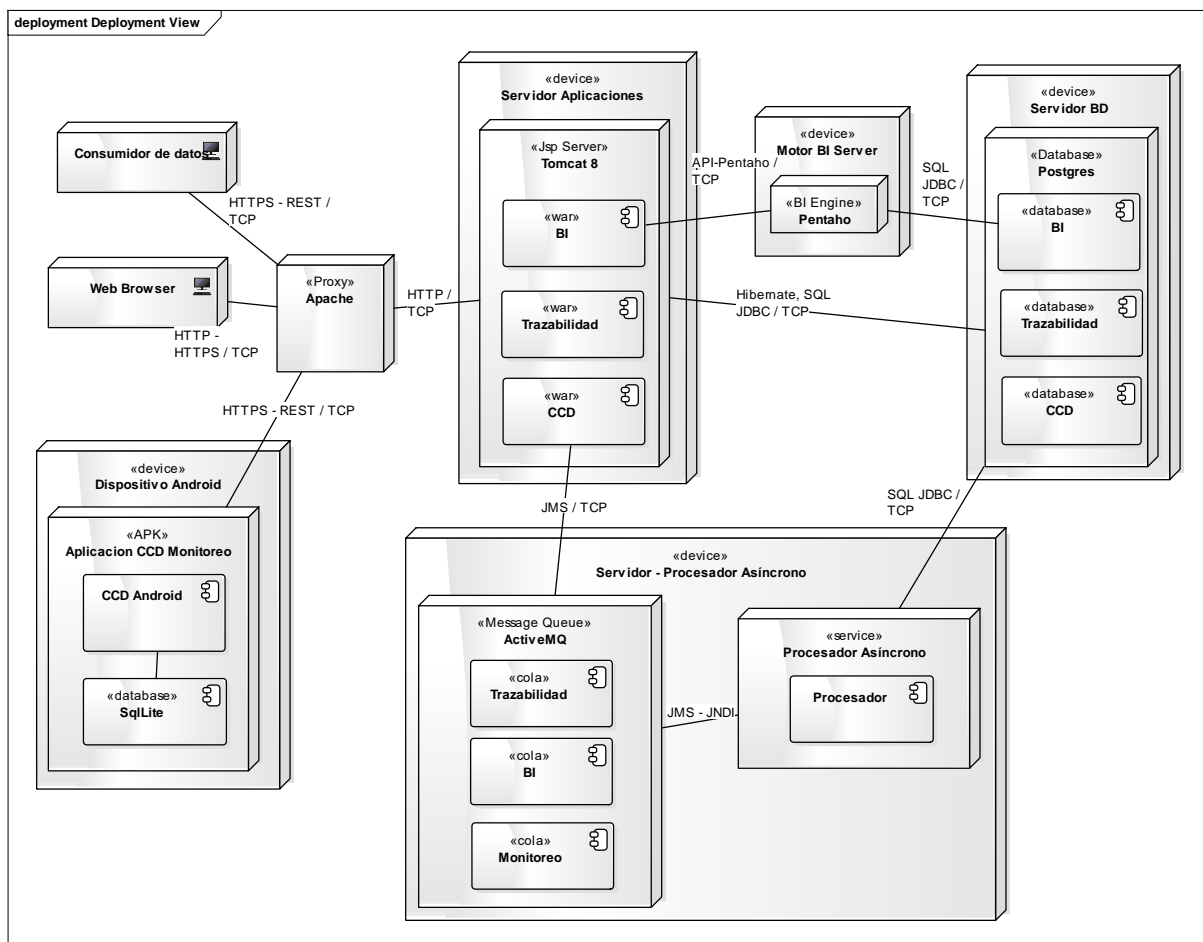 deployment Deployment View
Consumidor de datos
HTTPS - REST /
TCP
Web Browser
HTTP -
HTTPS / TCP
«Proxy»
Apache
HTTP /
TCP
HTTPS - REST / TCP
«device»
Dispositivo Android
«APK»
Aplicacion CCD Monitoreo
CCD Android
«database»
SqlLite
«device»
Servidor Aplicaciones
«Jsp Server»
Tomcat 8
«war»
BI
«war»
Trazabilidad
«war»
CCD
API-Pentaho /
TCP
«device»
Motor BI Server
«BI Engine»
Pentaho
SQL
JDBC /
TCP
Hibernate, SQL
JDBC / TCP
«device»
Servidor BD
«Database»
Postgres
«database»
BI
«database»
Trazabilidad
«database»
CCD
JMS / TCP
SQL JDBC /
TCP
«device»
Servidor - Procesador Asíncrono
«Message Queue»
ActiveMQ
«cola»
Trazabilidad
«cola»
BI
«cola»
Monitoreo
JMS - JNDI
«service»
Procesador Asíncrono
Procesador